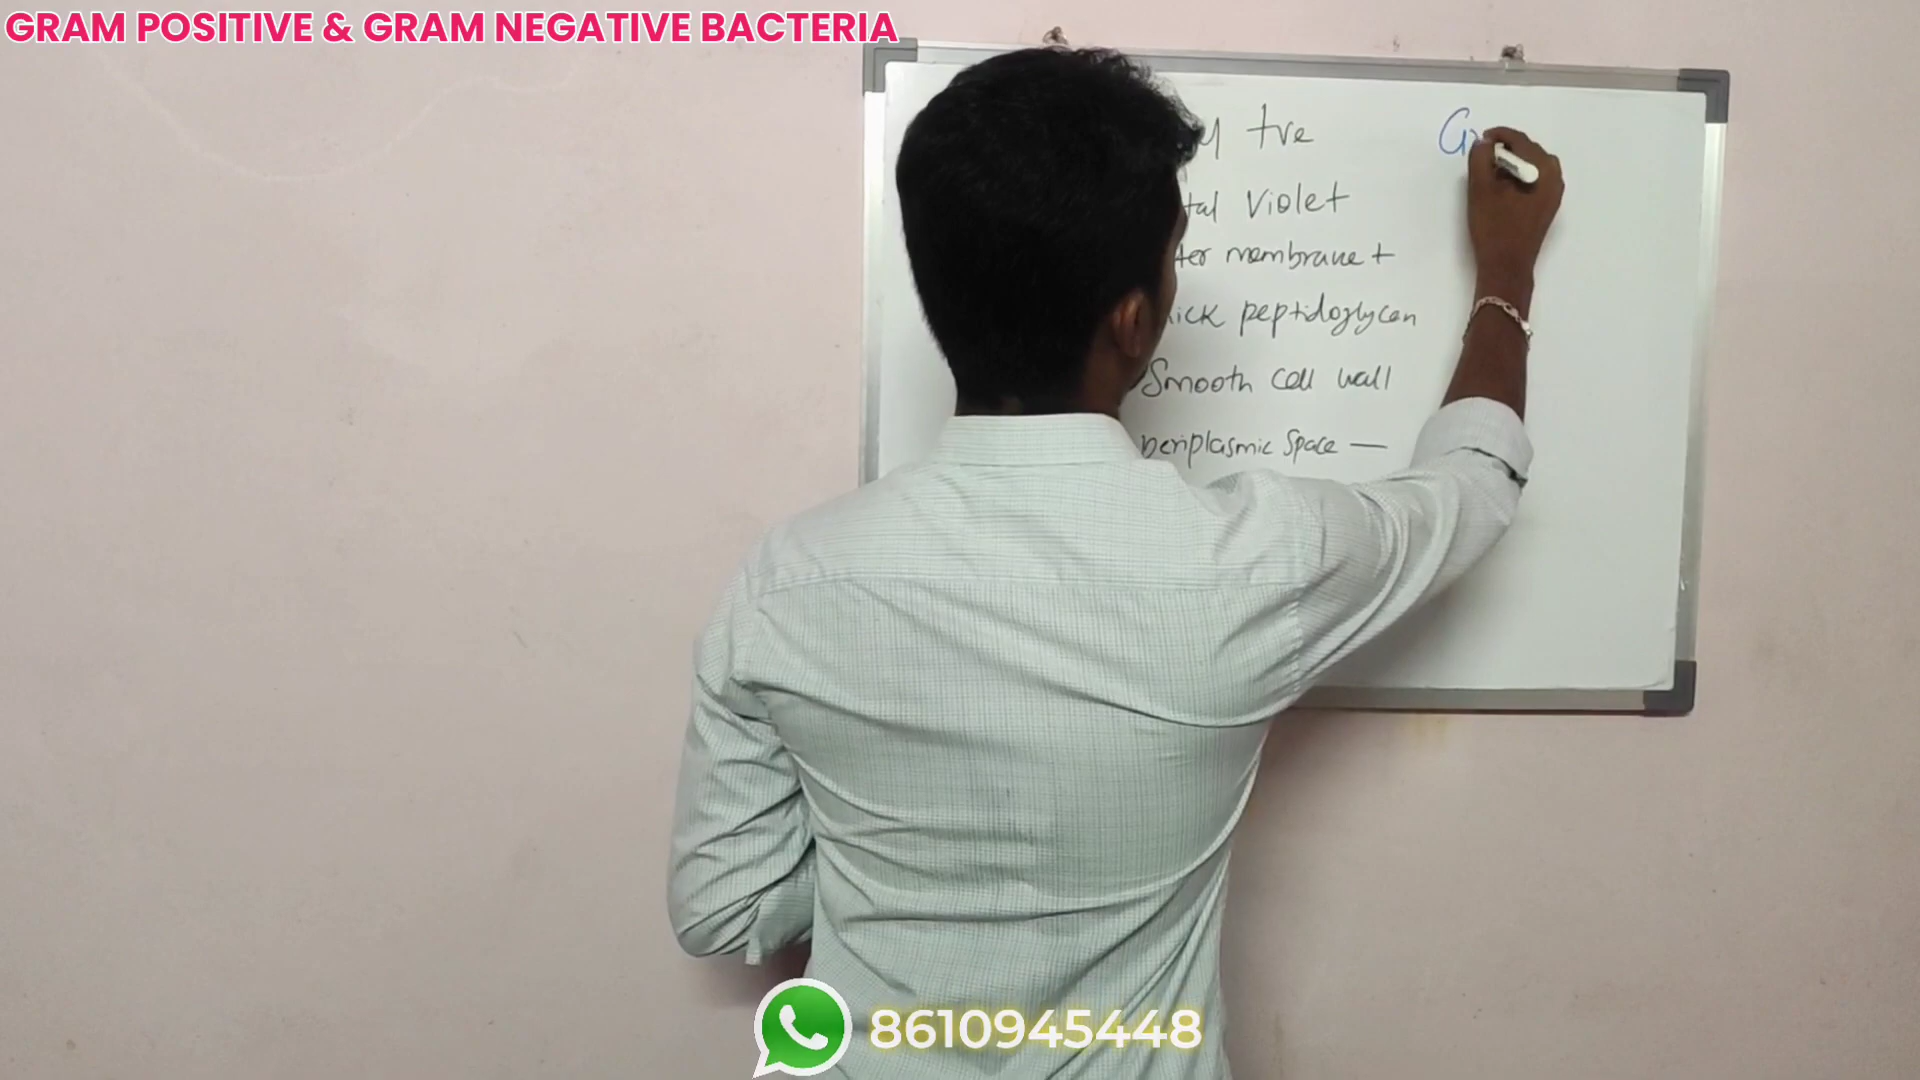 GRAM POSITIVE & GRAM NEGATIVE BACTERIA
+ve
Violet
membrane +
peptidoglycan
Smooth cell wall
periplasmic space —
8610945448